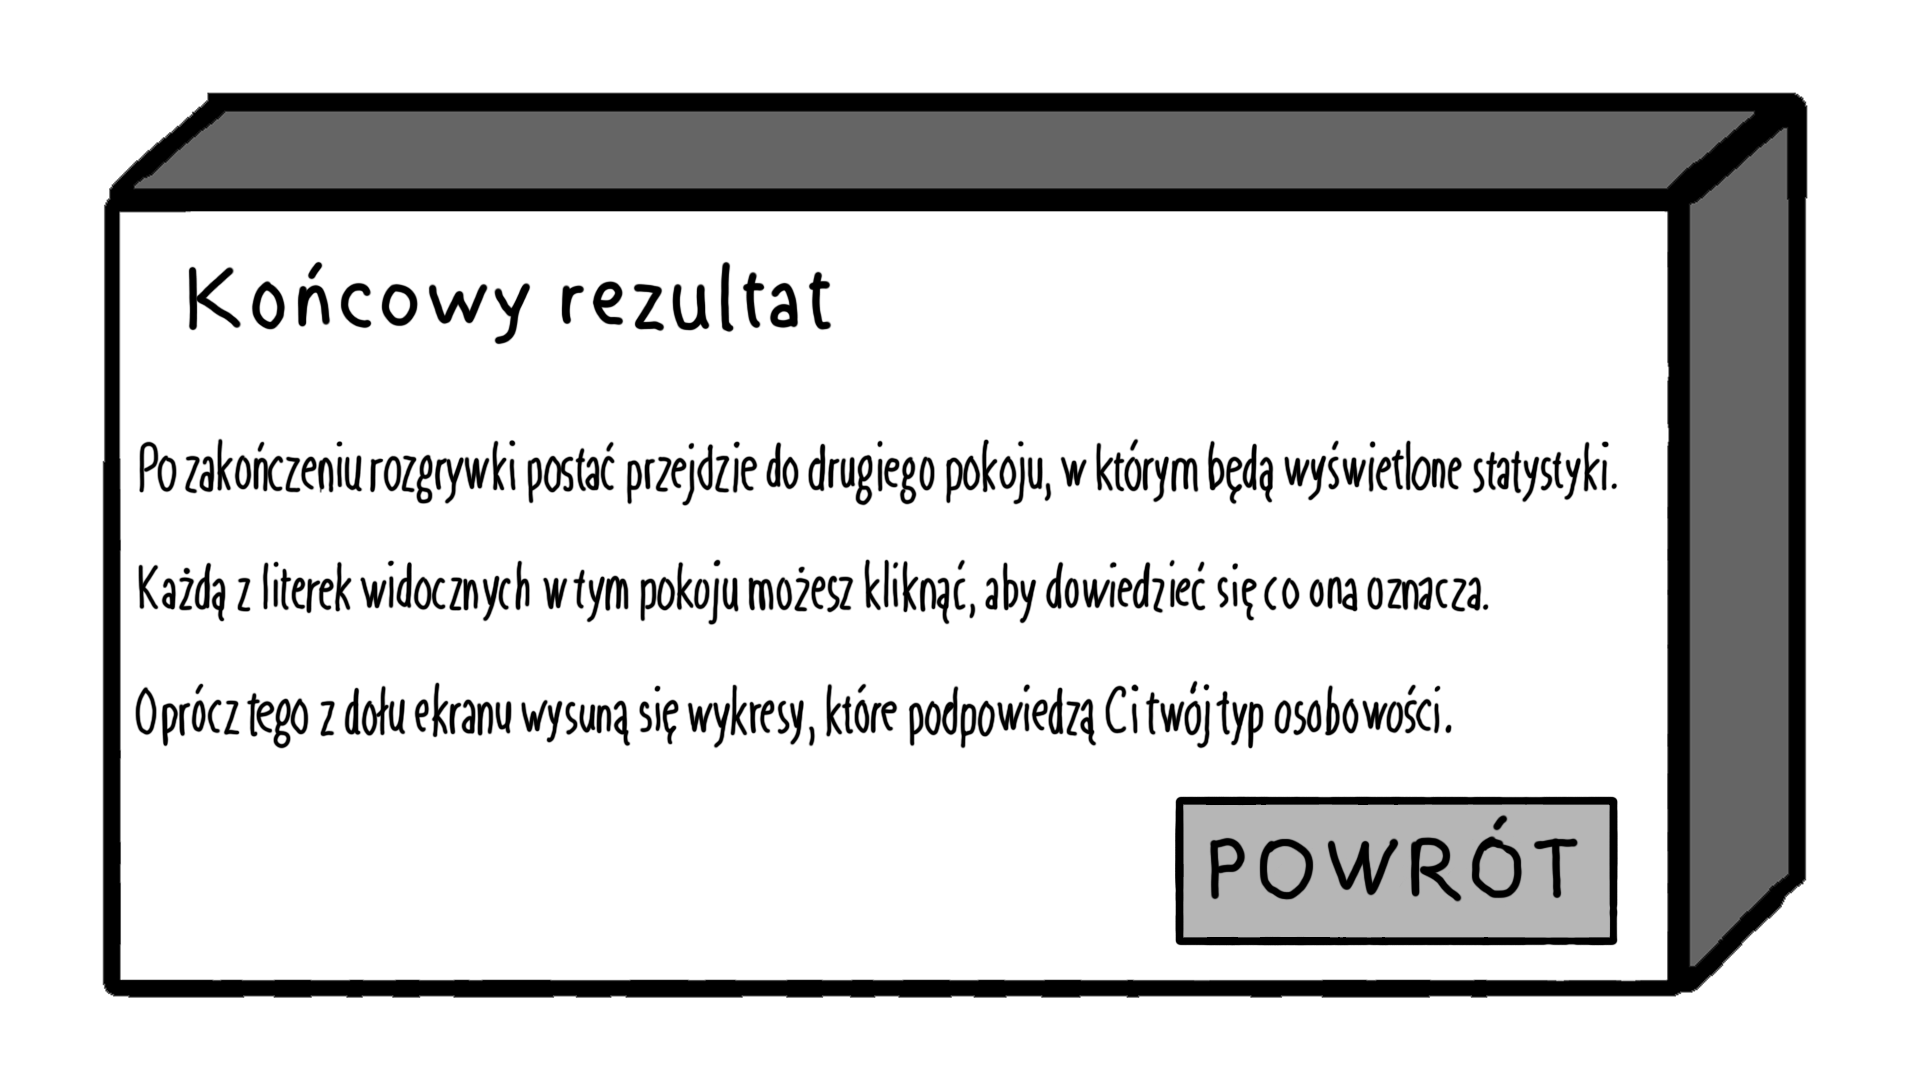 Końcowy rezultat
Po zakończeniu rozgrywki postać przejdzie do drugiego pokoju, w którym będą wyświetlone statystyki.
Każdą z literek widocznych w tym pokoju możesz kliknąć, aby dowiedzieć się co ona oznacza.
Oprócz tego z dołu ekranu wysuną się wykresy, które podpowiedzą Ci twój typ osobowości.
POWRÓT